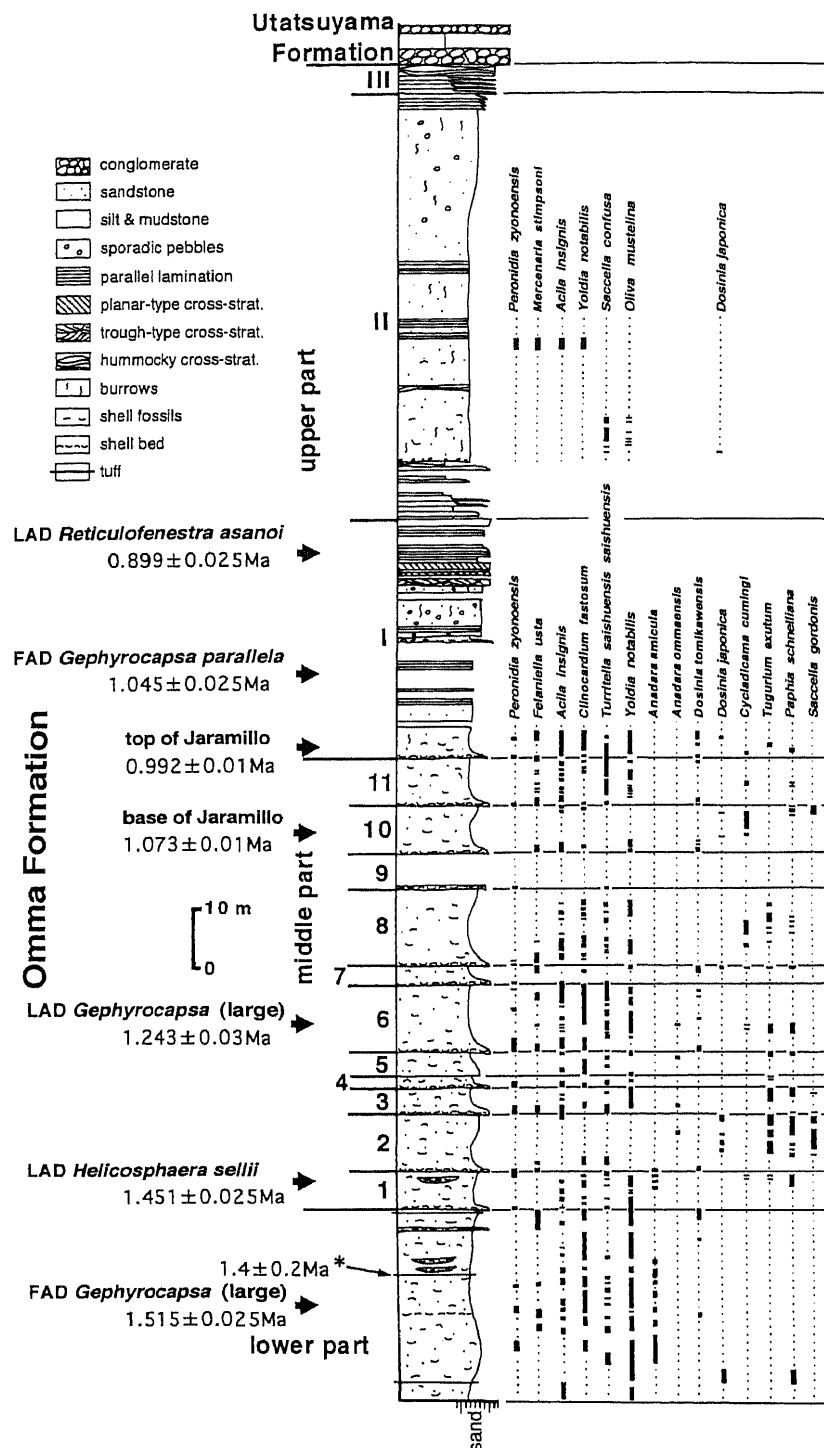 Utatsuyama
Formation
III
conglomerate
sandstone
silt & mudstone
sporadic pebbles
parallel lamination
planar-type cross-strat.
trough-type cross-strat.
hummocky cross-strat.
burrows
shell fossils
shell bed
tuff
II
upper part
Peronidia zyonoensis
Mercenaria stimpsoni
Acila insignis
Yoldia notabilis
Saccella confusa
Oliva mustelina
Dosinia japonica
LAD Reticulofenestra asanoi
0.899±0.025Ma
I
FAD Gephyrocapsa parallela
1.045±0.025Ma
top of Jaramillo
0.992±0.01Ma
base of Jaramillo
1.073±0.01Ma
Peronidia zyonoensis
Felaniella usta
Acila insignis
Clinocardium fastosum
Turritella saishuensis saishuensis
Yoldia notabilis
Anadara amicula
Anadara ommaensis
Dosinia tomikawensis
Dosinia japonica
Cycladicama cumingi
Tugurium exutum
Paphia schnelliana
Saccella gordonis
Omma Formation
middle part
11
10
9
8
7
6
5
4
3
2
1
10 m
0
LAD Gephyrocapsa (large)
1.243±0.03Ma
LAD Helicosphaera sellii
1.451±0.025Ma
1.4±0.2Ma*
FAD Gephyrocapsa (large)
1.515±0.025Ma
lower part
sand